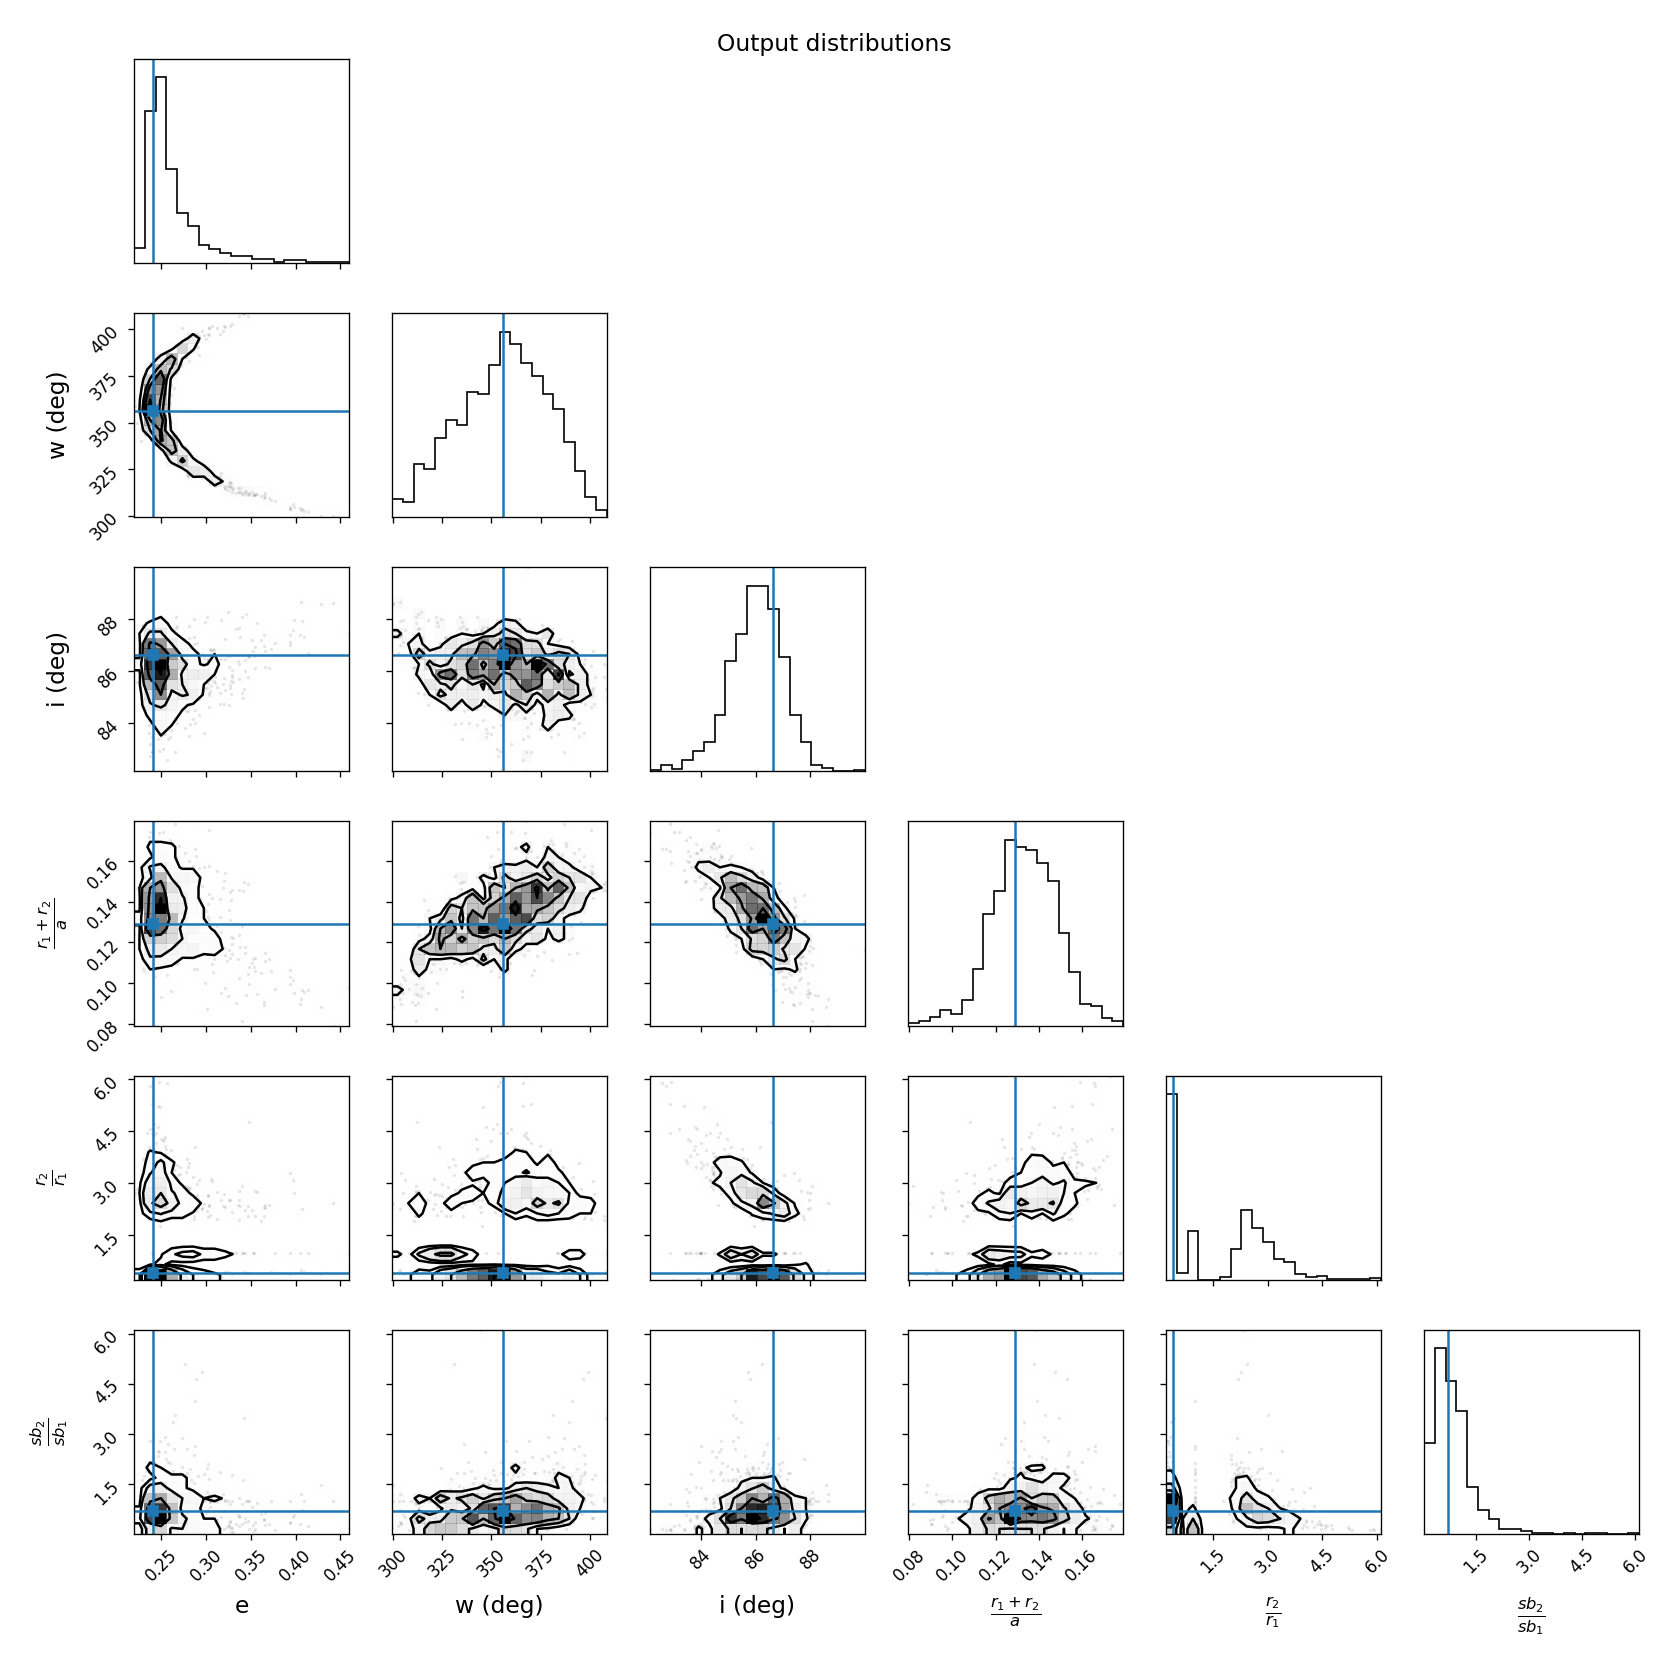 Output distributions
400
375
350
325
300
w (deg)
88
86
84
i (deg)
0.16
0.14
0.12
0.10
0.08
r₁ + r₂
a
6.0
4.5
3.0
1.5
r₂
r₁
6.0
4.5
3.0
1.5
sb₂
sb₁
0.25 0.30 0.35 0.40 0.45
300 325 350 375 400
84 86 88
0.08 0.10 0.12 0.14 0.16
1.5 3.0 4.5 6.0
1.5 3.0 4.5 6.0
e
w (deg)
i (deg)
r₁ + r₂
a
r₂
r₁
sb₂
sb₁